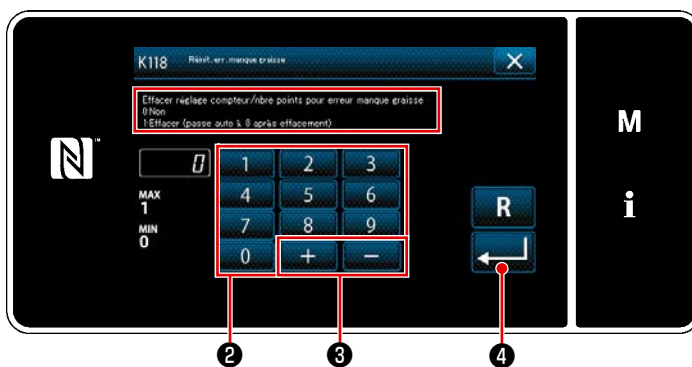 K118 Réinit. err. manque graisse
Effacer réglage compteur/nbre points pour erreur manque graisse
0:Non
1:Effacer (passe auto à 0 après effacement)
M
N™
0
1 2 3
MAX
1
4 5 6
R
i
MIN
0
7 8 9
0 + −
❷ ❸ ❹